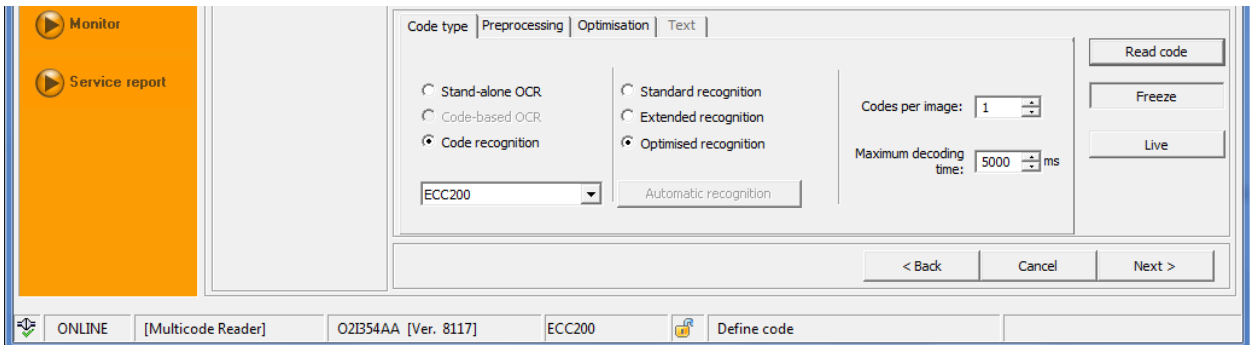 Monitor
Service report
Code type Preprocessing Optimisation Text
Stand-alone OCR
Code-based OCR
Code recognition
ECC200
Standard recognition
Extended recognition
Optimised recognition
Automatic recognition
Codes per image: 1
Maximum decoding
time: 5000 ms
Read code
Freeze
Live
< Back Cancel Next >
ONLINE [Multicode Reader] O2I354AA [Ver. 8117] ECC200 Define code